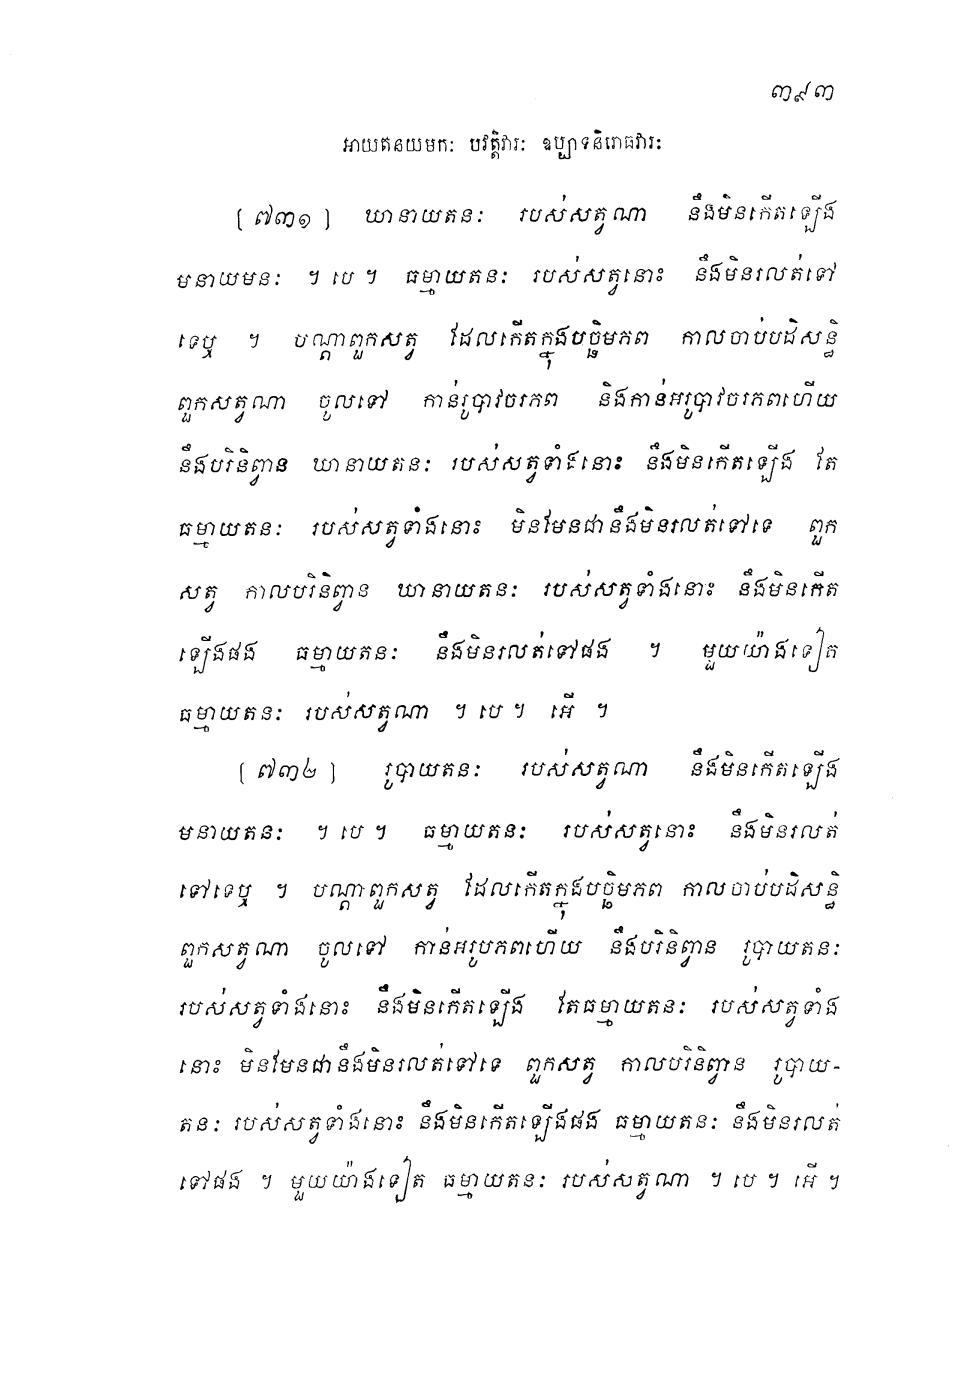 ៣៩៣
អាយតនយមកៈ បវត្តិវារៈ ឧប្បាទនិរោធវារៈ
[ ៧៣១ ] ឃានាយតនៈ របស់សត្វណា នឹងមិនកើតឡើង
មនាយមនៈ ។ បេ ។ ធម្មាយតនៈ របស់សត្វនោះ នឹងមិនរលត់ទៅ
ទេឬ ។ បណ្តាពួកសត្វ ដែលកើតក្នុងបច្ឆិមភព កាលចាប់បដិសន្ធិ
ពួកសត្វណា ចូលទៅ កាន់រូបាវចរភព និងកាន់អរូបាវចរភពហើយ
នឹងបរិនិព្វាន ឃានាយតនៈ របស់សត្វទាំងនោះ នឹងមិនកើតឡើង តែ
ធម្មាយតនៈ របស់សត្វទាំងនោះ មិនមែនជានឹងមិនរលត់ទៅទេ ពួក
សត្វ កាលបរិនិព្វាន ឃានាយតនៈ របស់សត្វទាំងនោះ នឹងមិនកើត
ឡើងផង ធម្មាយតនៈ នឹងមិនរលត់ទៅផង ។ មួយយ៉ាងទៀត
ធម្មាយតនៈ របស់សត្វណា ។ បេ ។ អើ ។
[ ៧៣២ ] រូបាយតនៈ របស់សត្វណា នឹងមិនកើតឡើង
មនាយតនៈ ។ បេ ។ ធម្មាយតនៈ របស់សត្វនោះ នឹងមិនរលត់
ទៅទេឬ ។ បណ្តាពួកសត្វ ដែលកើតក្នុងបច្ឆិមភព កាលចាប់បដិសន្ធិ
ពួកសត្វណា ចូលទៅ កាន់អរូបភពហើយ នឹងបរិនិព្វាន រូបាយតនៈ
របស់សត្វទាំងនោះ នឹងមិនកើតឡើង តែធម្មាយតនៈ របស់សត្វទាំង
នោះ មិនមែនជានឹងមិនរលត់ទៅទេ ពួកសត្វ កាលបរិនិព្វាន រូបាយ-
តនៈ របស់សត្វទាំងនោះ នឹងមិនកើតឡើងផង ធម្មាយតនៈ នឹងមិនរលត់
ទៅផង ។ មួយយ៉ាងទៀត ធម្មាយតនៈ របស់សត្វណា ។ បេ ។ អើ ។